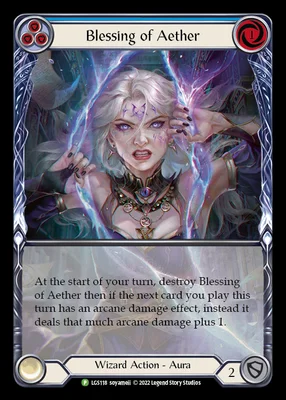 Blessing of Aether
At the start of your turn, destroy Blessing
of Aether then if the next card you play this
turn has an arcane damage effect, instead it
deals that much arcane damage plus 1.
Wizard Action - Aura
2
P LGS118 soyameii © 2022 Legend Story Studios